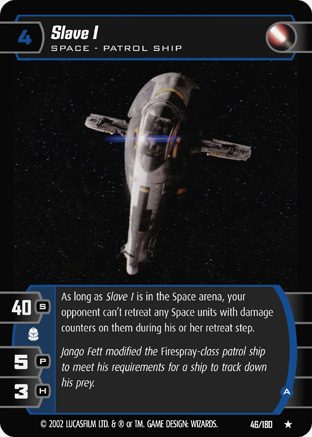 4
Slave I
SPACE - PATROL SHIP
40 S
5 P
3 H
As long as Slave I is in the Space arena, your
opponent can't retreat any Space units with damage
counters on them during his or her retreat step.
Jango Fett modified the Firespray-class patrol ship
to meet his requirements for a ship to track down
his prey.
A
© 2002 LUCASFILM LTD. & ® or TM. GAME DESIGN: WIZARDS. 46/180 ★